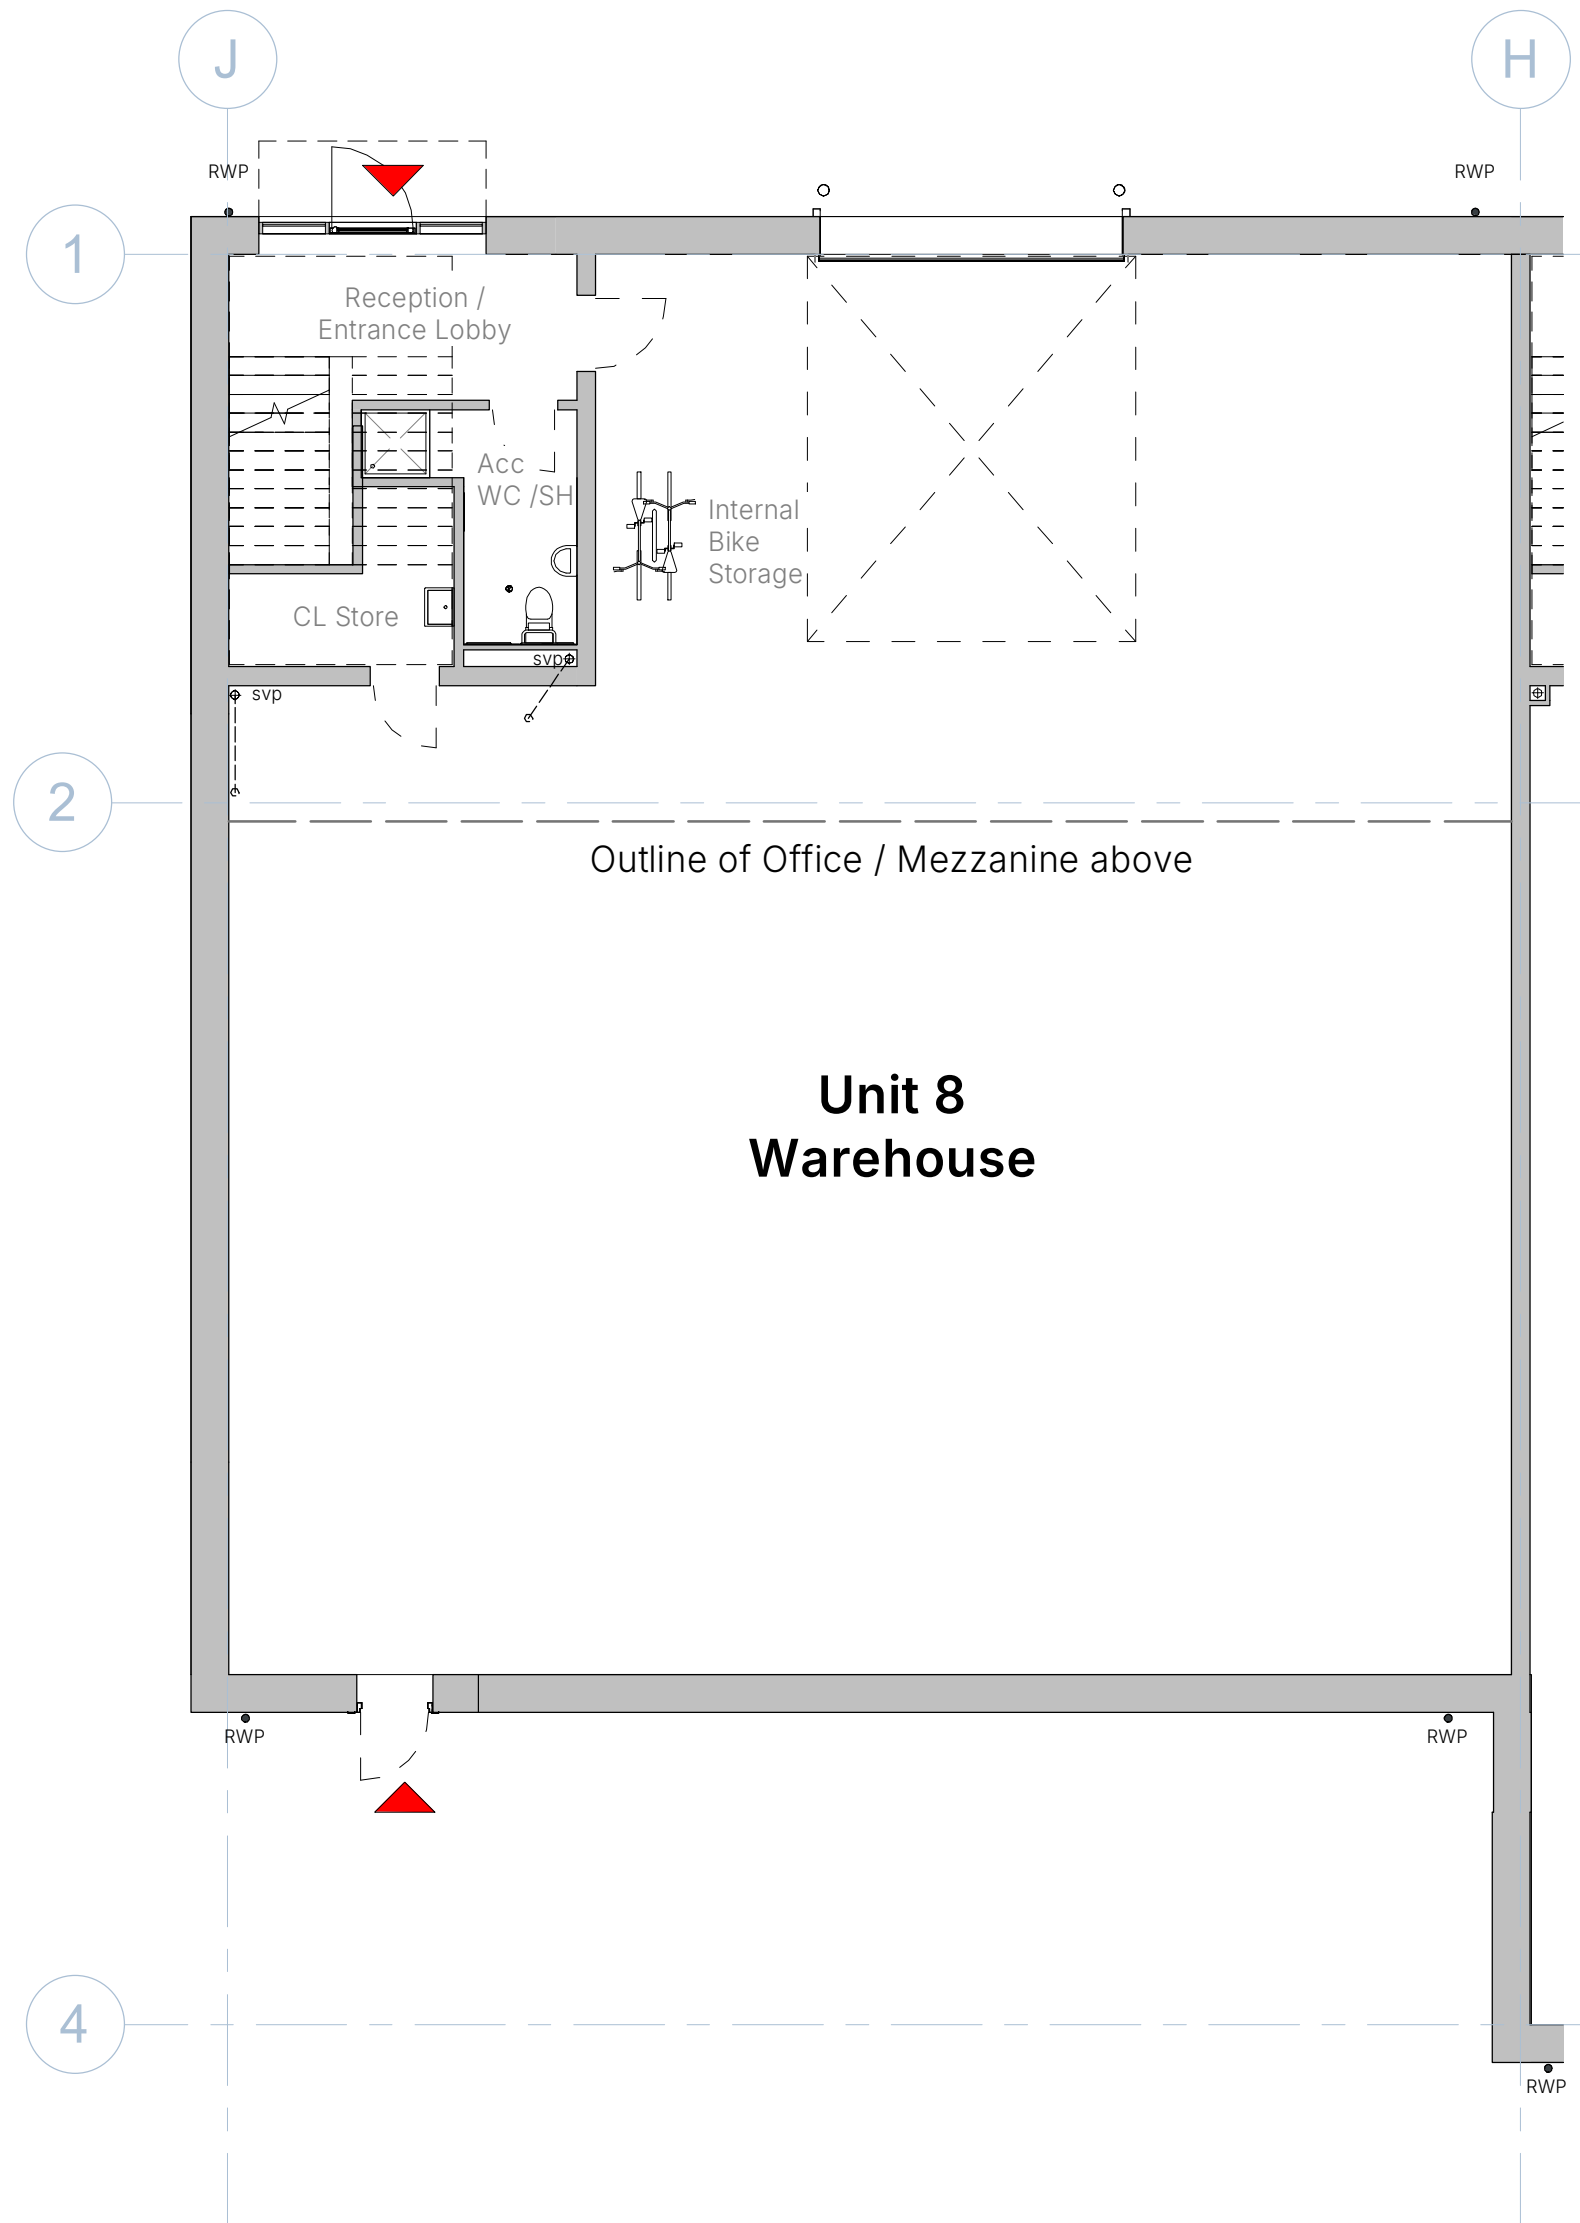 J
H
RWP
RWP
1
Reception /
Entrance Lobby
Acc
WC /SH
Internal
Bike
Storage
CL Store
svp
svp
2
Outline of Office / Mezzanine above
Unit 8
Warehouse
RWP
RWP
4
RWP